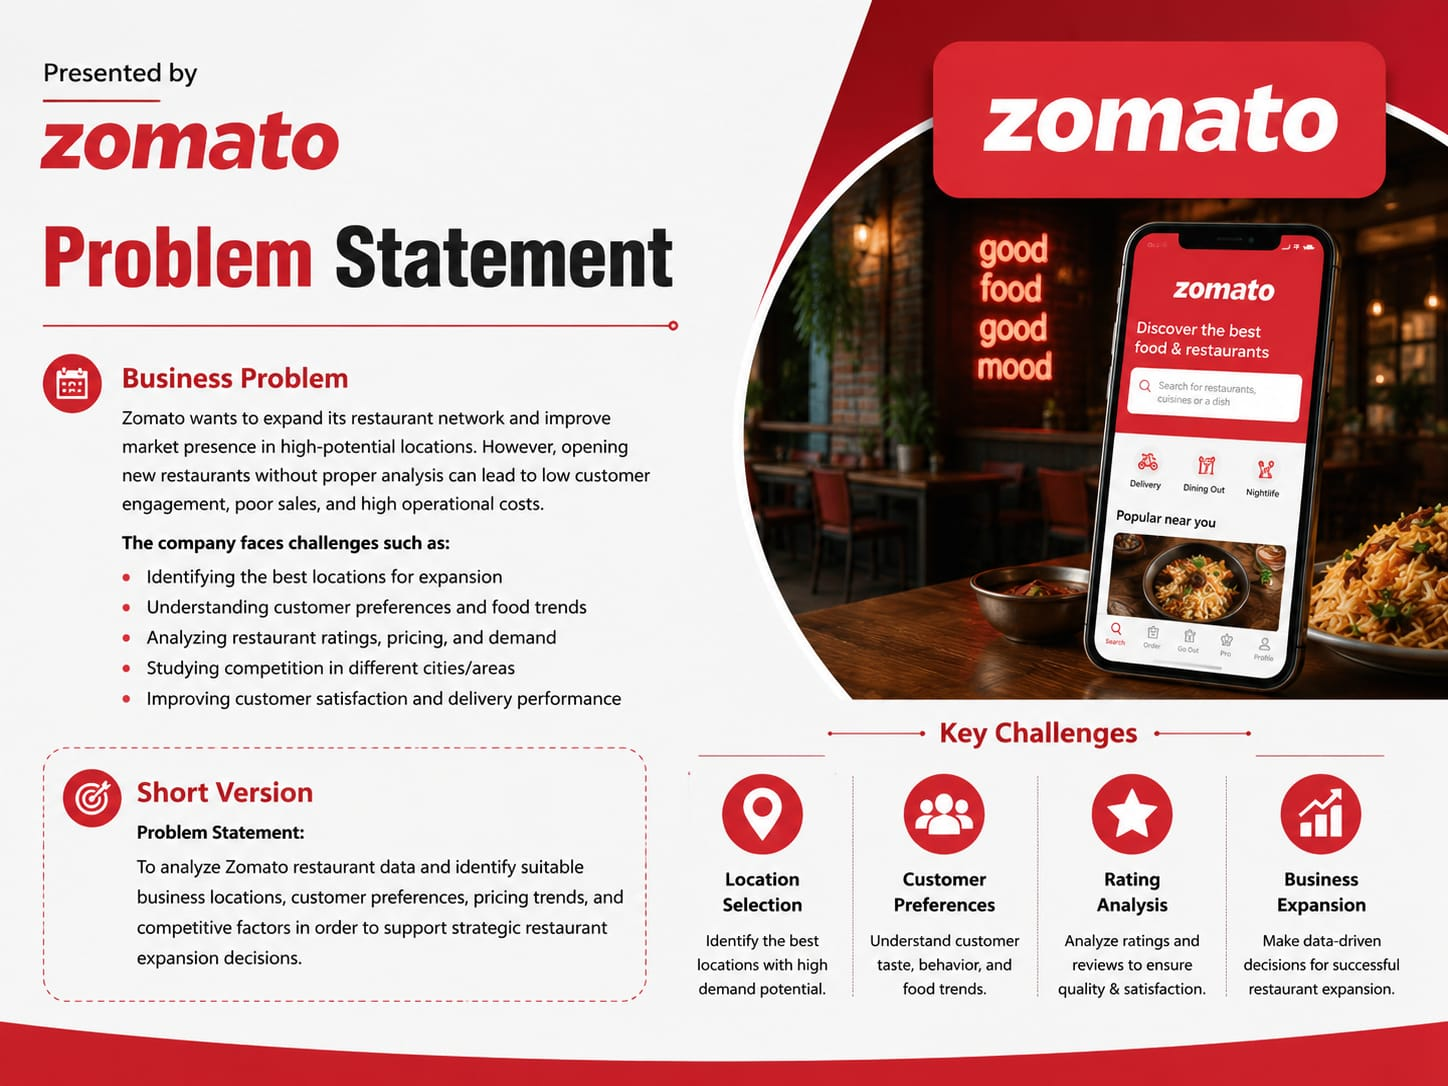 Presented by
zomato
Problem Statement
Business Problem
Zomato wants to expand its restaurant network and improve
market presence in high-potential locations. However, opening
new restaurants without proper analysis can lead to low customer
engagement, poor sales, and high operational costs.
The company faces challenges such as:
• Identifying the best locations for expansion
• Understanding customer preferences and food trends
• Analyzing restaurant ratings, pricing, and demand
• Studying competition in different cities/areas
• Improving customer satisfaction and delivery performance
Short Version
Problem Statement:
To analyze Zomato restaurant data and identify suitable
business locations, customer preferences, pricing trends, and
competitive factors in order to support strategic restaurant
expansion decisions.
zomato
good
food
good
mood
zomato
Discover the best
food & restaurants
Search for restaurants,
cuisines or a dish
Delivery
Dining Out
Nightlife
Popular near you
Search
Order
Go Out
Pro
Profile
Key Challenges
Location
Selection
Identify the best
locations with high
demand potential.
Customer
Preferences
Understand customer
taste, behavior, and
food trends.
Rating
Analysis
Analyze ratings and
reviews to ensure
quality & satisfaction.
Business
Expansion
Make data-driven
decisions for successful
restaurant expansion.